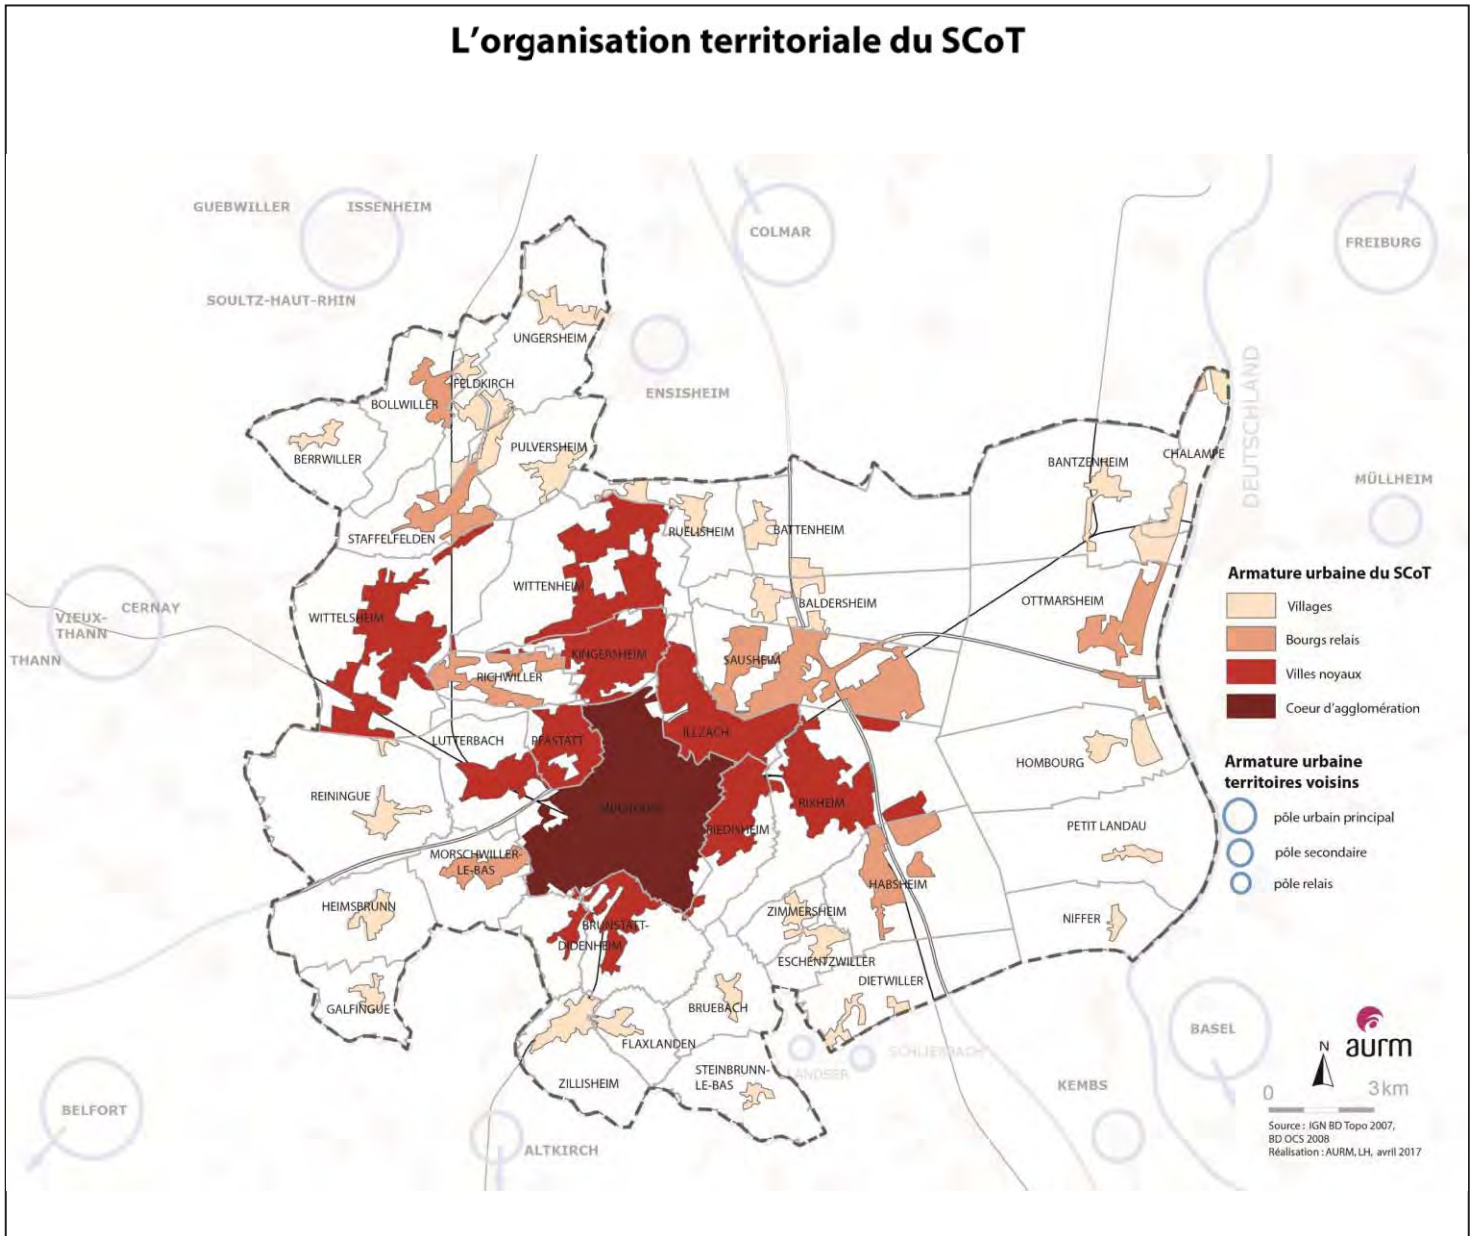 L'organisation territoriale du SCoT
GUEBWILLER
ISSENHEIM
COLMAR
FREIBURG
SOULTZ-HAUT-RHIN
UNGERSHEIM
ENSISHEIM
DEUTSCHLAND
FELDKIRCH
BOLLWILLER
PULVERSHEIM
BERRWILLER
BANTZENHEIM
CHALAMPE
MÜLLHEIM
STAFFELFELDEN
RUELISHEIM
BATTENHEIM
WITTENHEIM
WITTELSHEIM
BALDERSHEIM
OTTMARSHEIM
VIEUX-
THANN
CERNAY
THANN
KINGERSHEIM
RICHWILLER
SAUSHEIM
LUTTERBACH
PFASTATT
ILLZACH
HOMBOURG
REININGUE
RIXHEIM
RIEDISHEIM
PETIT LANDAU
MORSCHWILLER-
LE-BAS
HABSHEIM
HEIMSBRUNN
ZIMMERSHEIM
NIFFER
BRUNSTATT-
DIDENHEIM
ESCHENTZWILLER
DIETWILLER
GALFINGUE
BRUEBACH
FLAXLANDEN
ZILLISHEIM
STEINBRUNN-
LE-BAS
LANDSER
SCHLIERBACH
BASEL
KEMBS
BELFORT
ALTKIRCH
Armature urbaine du SCoT
Villages
Bourgs relais
Villes noyaux
Coeur d'agglomération
Armature urbaine
territoires voisins
pôle urbain principal
pôle secondaire
pôle relais
N
aurm
0 3 km
Source : IGN BD Topo 2007,
BD OCS 2008
Réalisation : AURM, LH, avril 2017